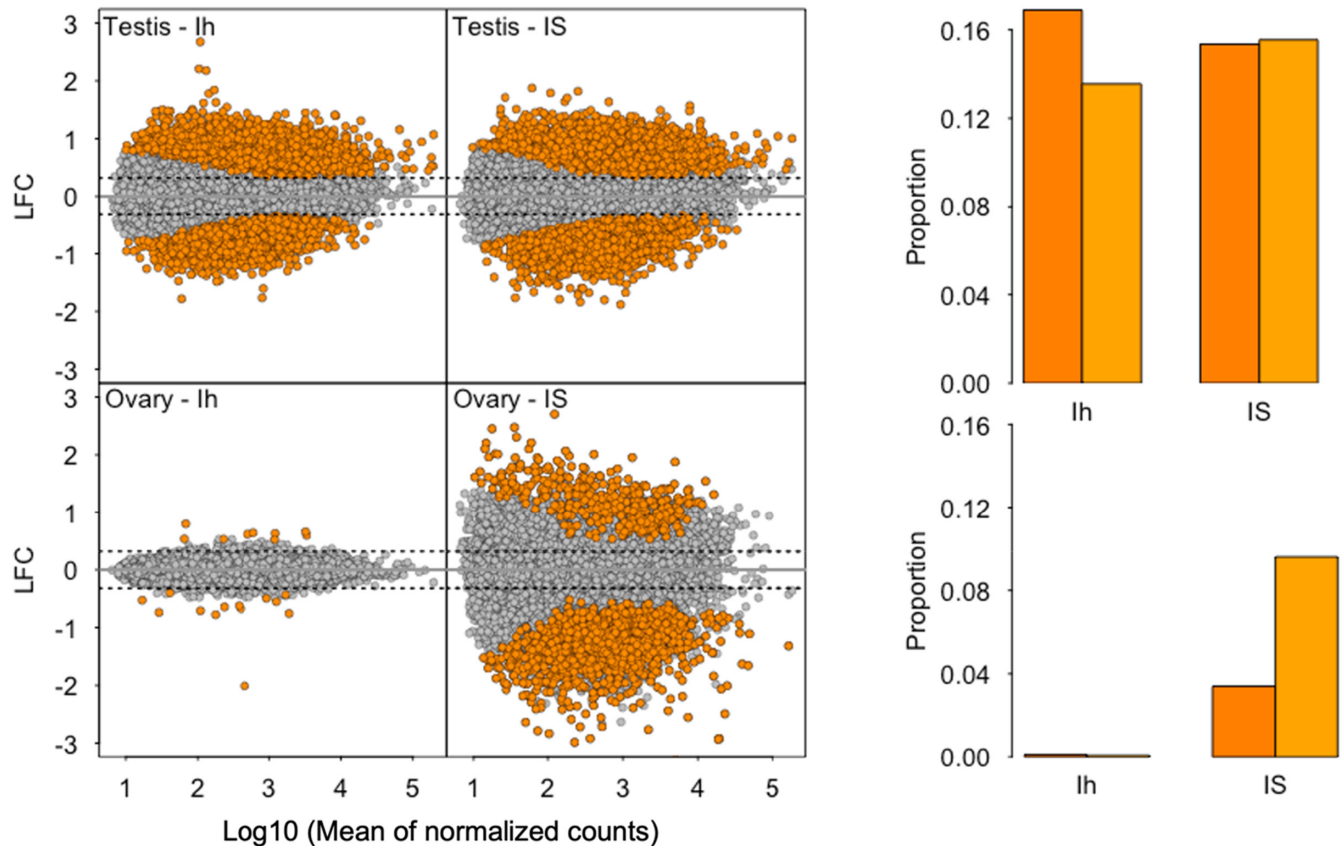 Testis - Ih
Testis - IS
3
2
1
0
-1
-2
-3
LFC
Ovary - Ih
Ovary - IS
3
2
1
0
-1
-2
-3
LFC
1 2 3 4 5
1 2 3 4 5
Log10 (Mean of normalized counts)
0.16
0.12
0.08
0.04
0.00
Proportion
Ih IS
0.16
0.12
0.08
0.04
0.00
Proportion
Ih IS